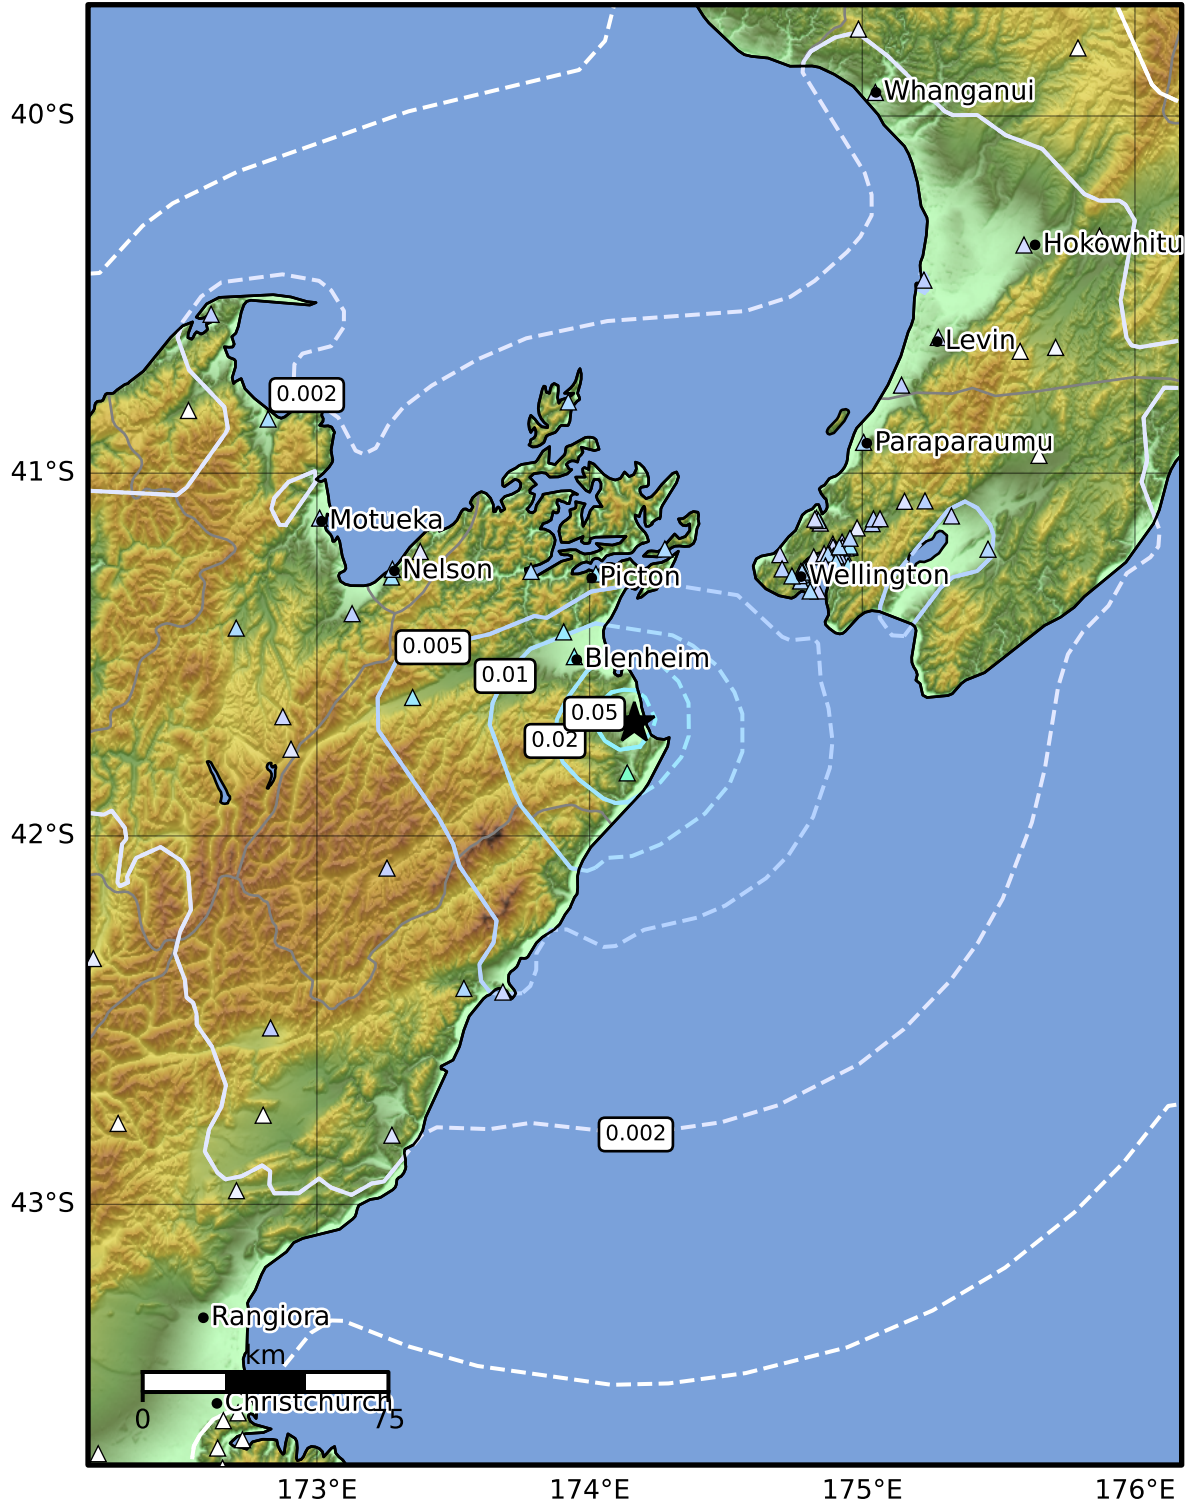 40°S
Whanganui
Hokowhitu
Levin
0.002
Paraparaumu
41°S
Motueka
Nelson
Picton
Wellington
0.005
Blenheim
0.01
0.05
0.02
42°S
0.002
43°S
Rangiora
km
Christchurch
0
75
173°E
174°E
175°E
176°E